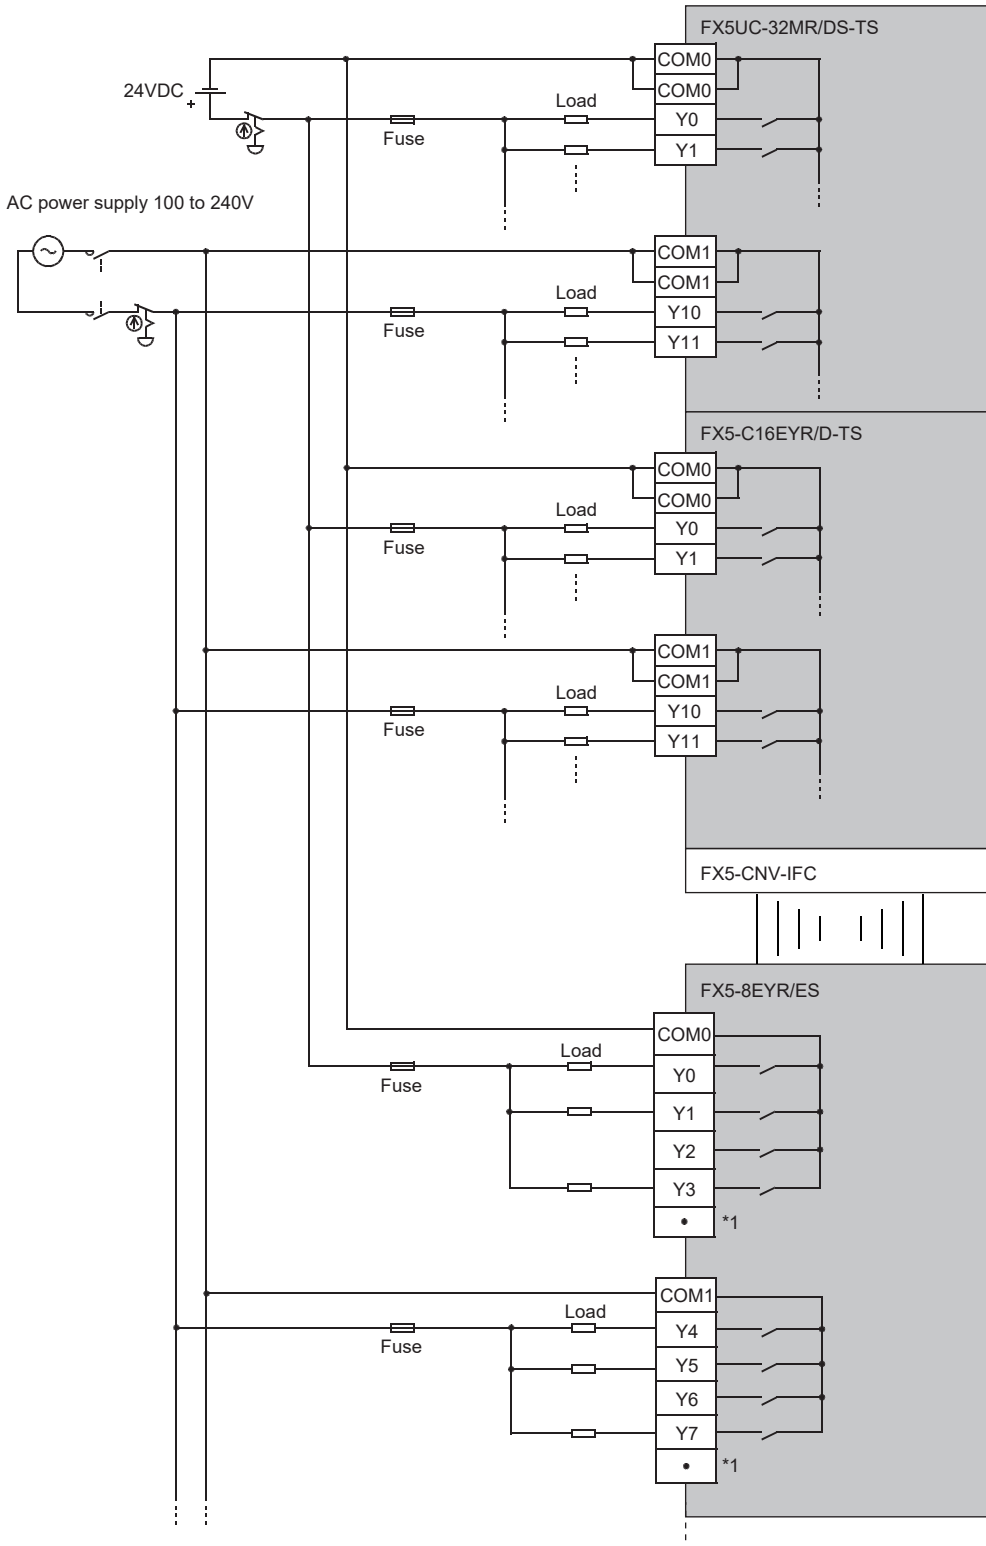 FX5UC-32MR/DS-TS
COM0
24VDC
+
COM0
Load
Y0
Fuse
Y1
AC power supply 100 to 240V
COM1
COM1
Load
Y10
Fuse
Y11
FX5-C16EYR/D-TS
COM0
COM0
Load
Y0
Fuse
Y1
COM1
COM1
Load
Y10
Fuse
Y11
FX5-CNV-IFC
FX5-8EYR/ES
COM0
Load
Y0
Fuse
Y1
Y2
Y3
*1
COM1
Load
Y4
Fuse
Y5
Y6
Y7
*1